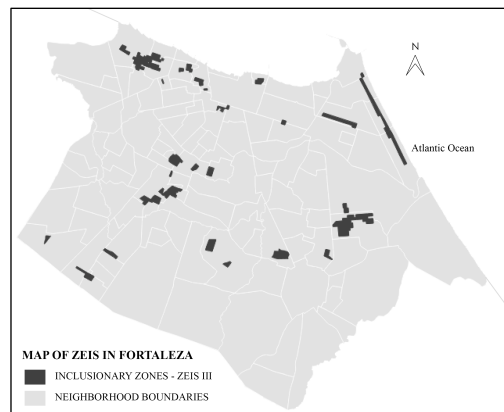 N
Atlantic Ocean
MAP OF ZEIS IN FORTALEZA
INCLUSIONARY ZONES - ZEIS III
NEIGHBORHOOD BOUNDARIES